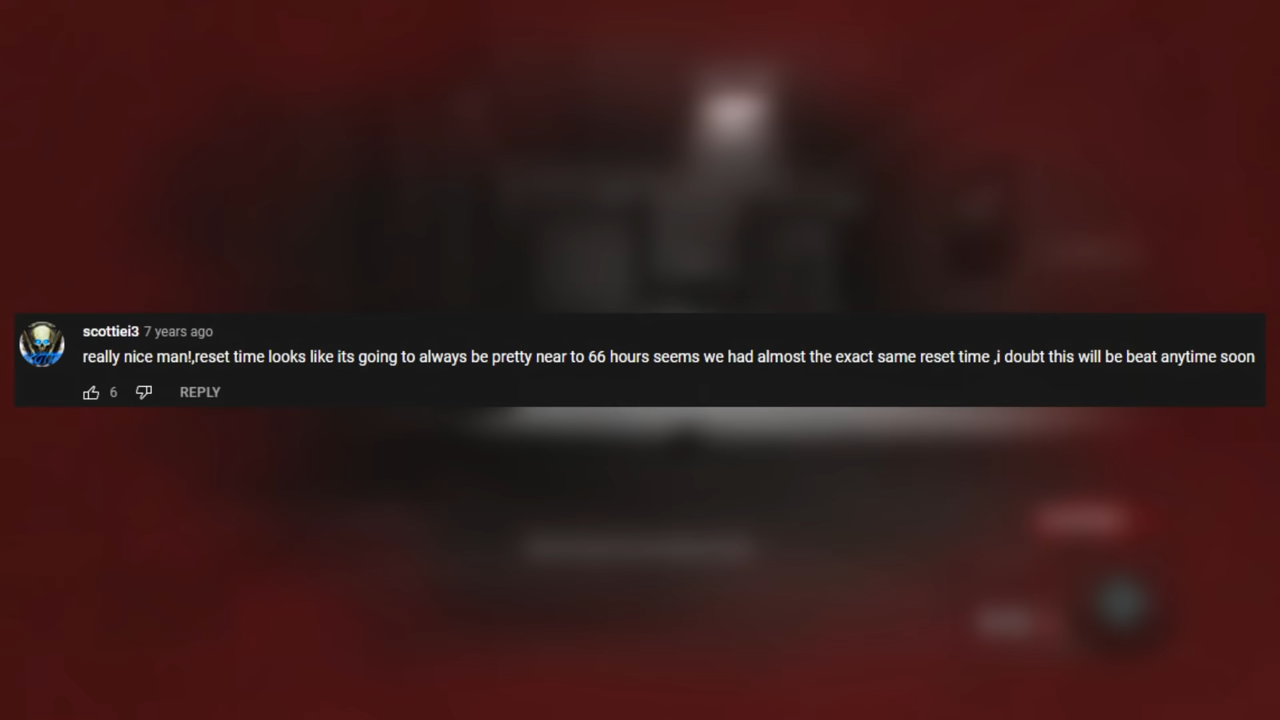 scottiei3 7 years ago
really nice man!,reset time looks like its going to always be pretty near to 66 hours seems we had almost the exact same reset time ,i doubt this will be beat anytime soon
6 REPLY